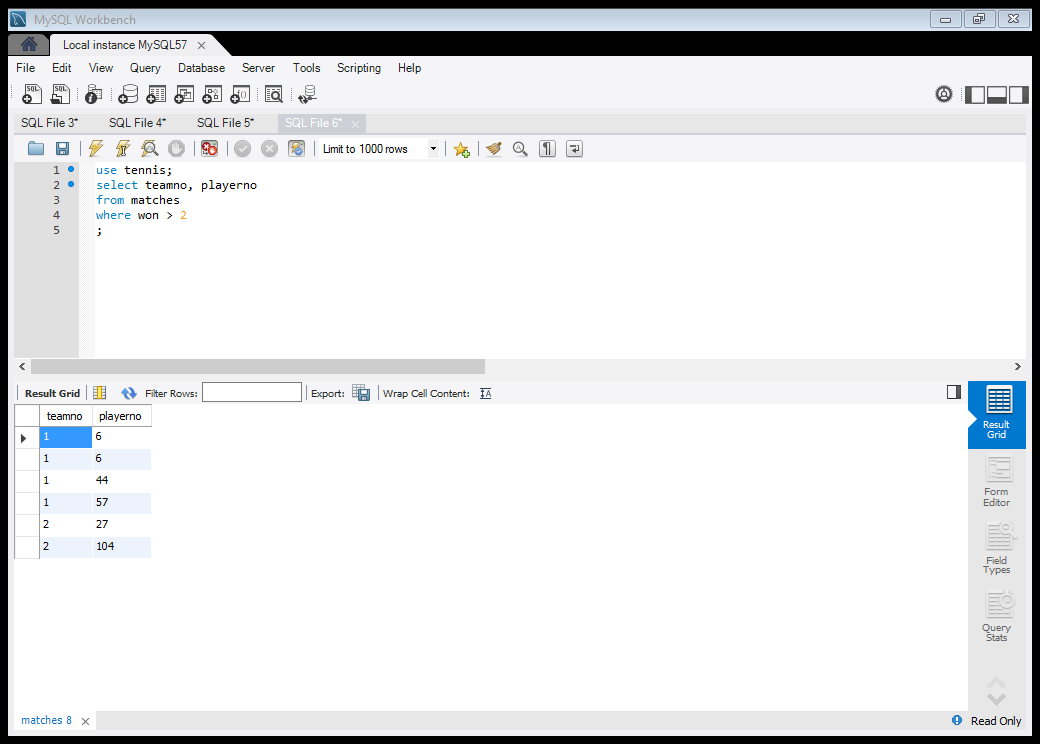 MySQL Workbench
Local instance MySQL57
File Edit View Query Database Server Tools Scripting Help
SQL File 3* SQL File 4* SQL File 5* SQL File 6*
Limit to 1000 rows
1 use tennis;
2 select teamno, playerno
3 from matches
4 where won > 2
5 ;
Result Grid Filter Rows: Export: Wrap Cell Content:
teamno playerno
1 6
1 6
1 44
1 57
2 27
2 104
Result
Grid
Form
Editor
Field
Types
Query
Stats
matches 8 Read Only